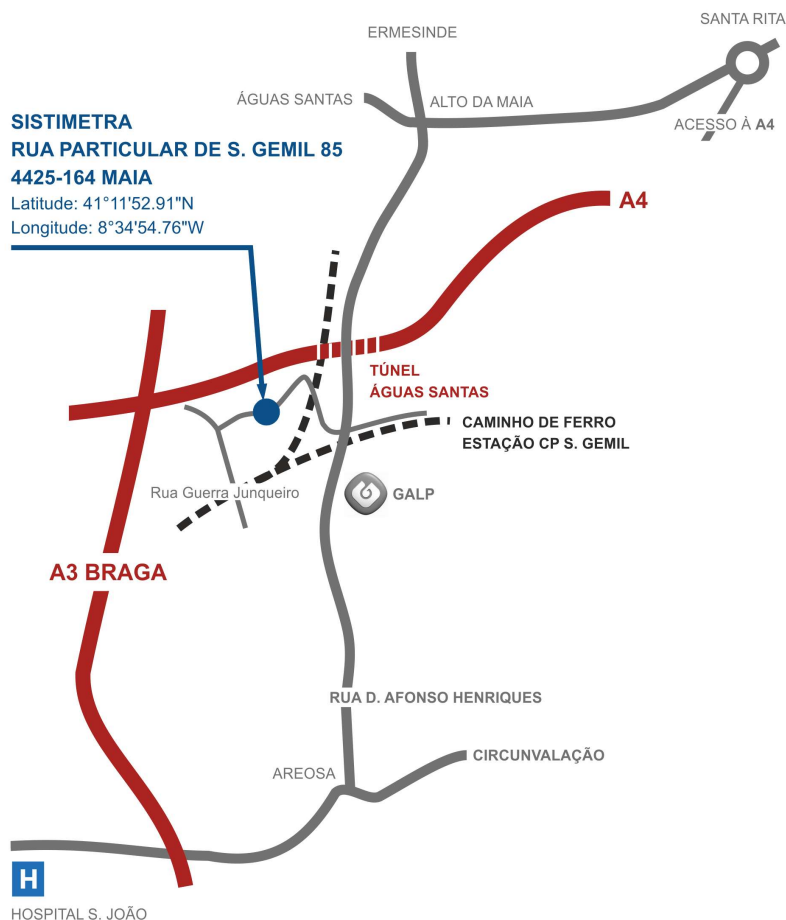 SANTA RITA
ERMESINDE
ÁGUAS SANTAS
ALTO DA MAIA
ACESSO À A4
SISTIMETRA
RUA PARTICULAR DE S. GEMIL 85
4425-164 MAIA
Latitude: 41°11'52.91"N
Longitude: 8°34'54.76"W
A4
TÚNEL
ÁGUAS SANTAS
CAMINHO DE FERRO
ESTAÇÃO CP S. GEMIL
Rua Guerra Junqueiro
GALP
A3 BRAGA
RUA D. AFONSO HENRIQUES
CIRCUNVALAÇÃO
AREOSA
H
HOSPITAL S. JOÃO